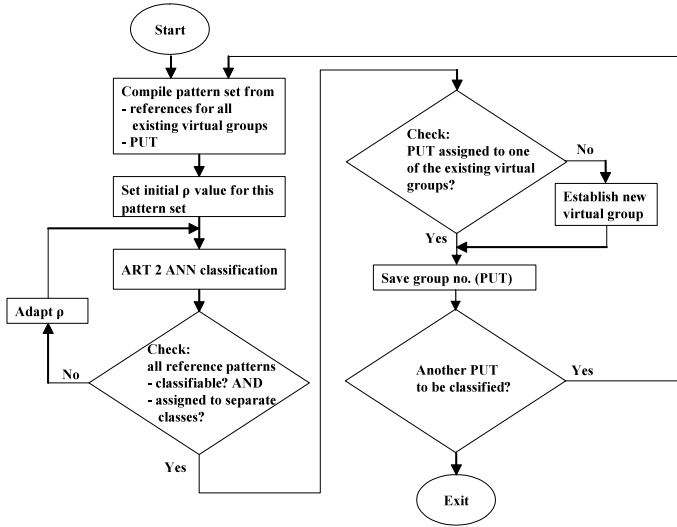 Start
Compile pattern set from
- references for all
existing virtual groups
- PUT
Set initial ρ value for this
pattern set
ART 2 ANN classification
Adapt ρ
Check:
all reference patterns
- classifiable? AND
- assigned to separate
classes?
No
Yes
Check:
PUT assigned to one
of the existing virtual
groups?
No
Establish new
virtual group
Yes
Save group no. (PUT)
Another PUT
to be classified?
Yes
Exit